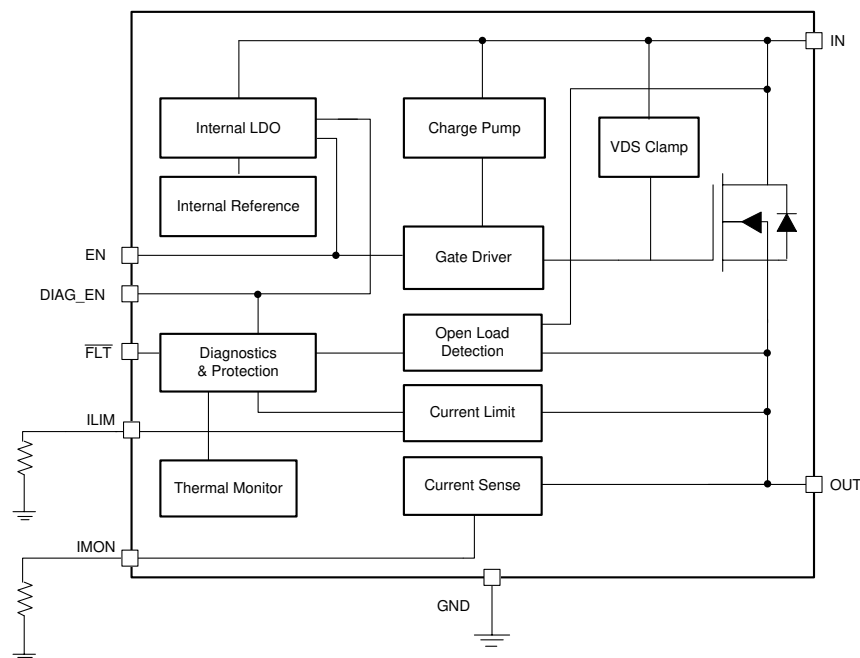 IN
Internal LDO
Charge Pump
VDS Clamp
Internal Reference
EN
Gate Driver
DIAG_EN
FLT
Diagnostics
& Protection
Open Load
Detection
ILIM
Current Limit
Thermal Monitor
Current Sense
OUT
IMON
GND